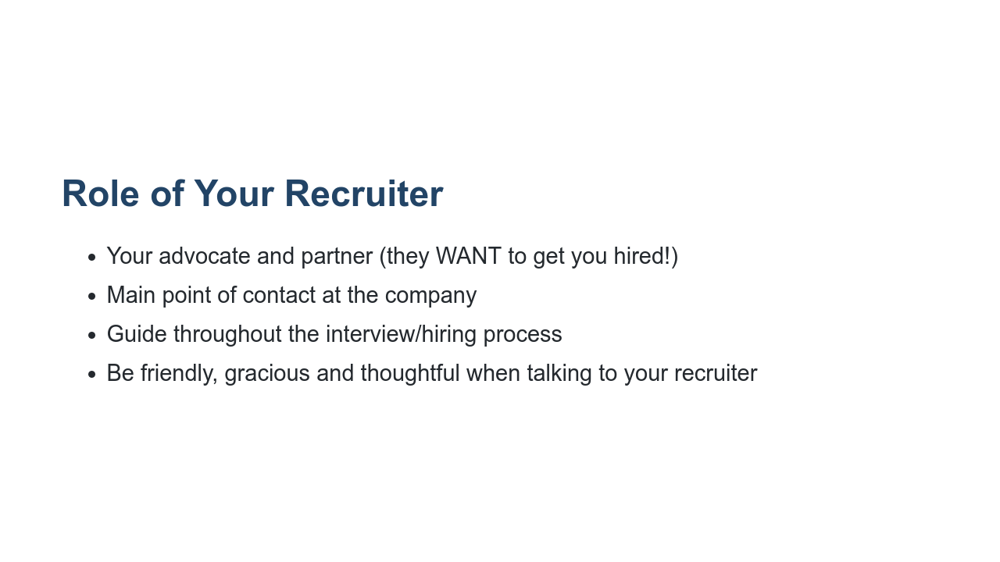 Role of Your Recruiter
• Your advocate and partner (they WANT to get you hired!)
• Main point of contact at the company
• Guide throughout the interview/hiring process
• Be friendly, gracious and thoughtful when talking to your recruiter